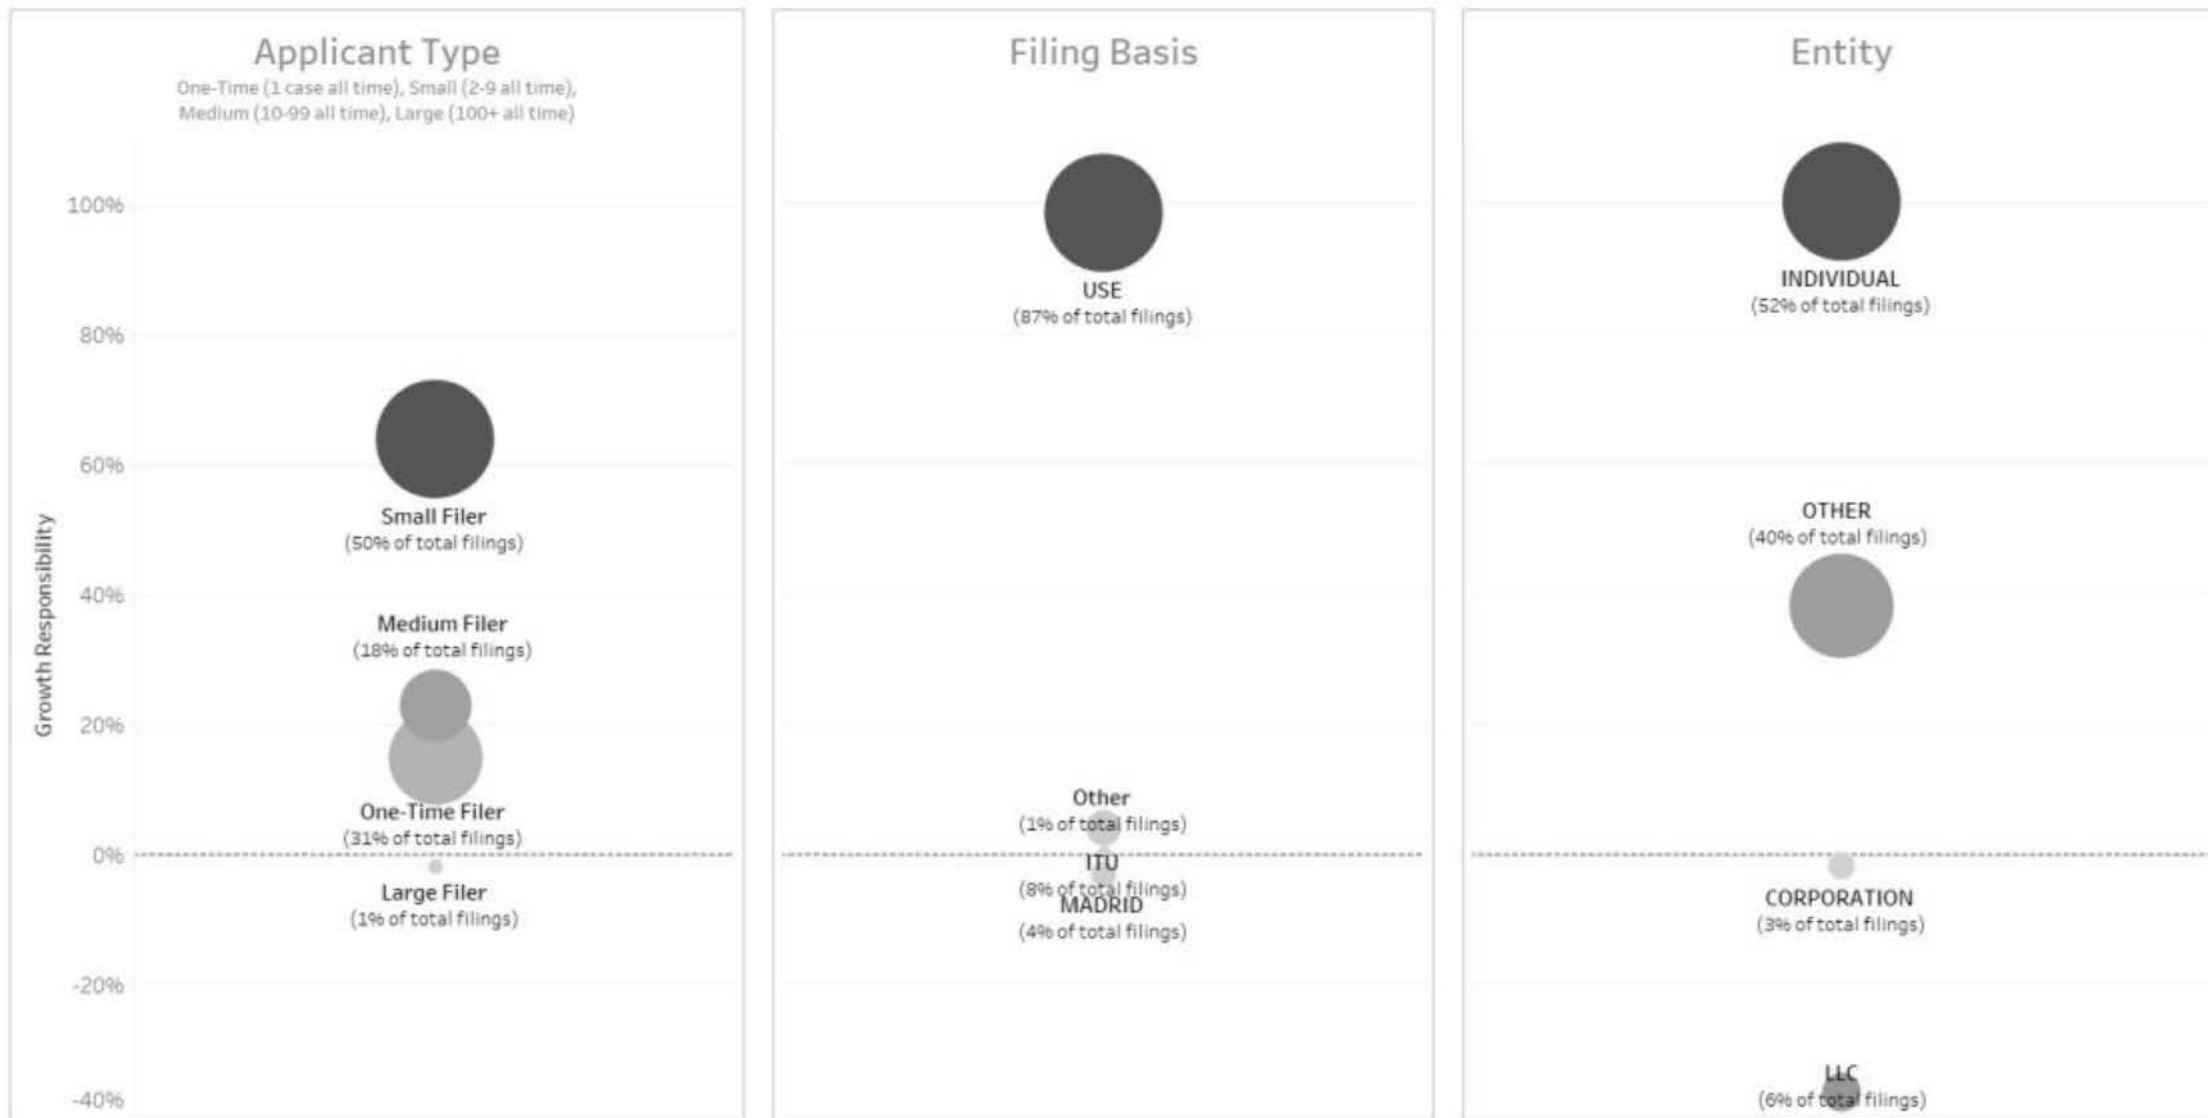 Applicant Type
One-Time (1 case all time), Small (2-9 all time),
Medium (10-99 all time), Large (100+ all time)
Growth Responsibility
100%
80%
60%
40%
20%
0%
-20%
-40%
Small Filer
(50% of total filings)
Medium Filer
(18% of total filings)
One-Time Filer
(31% of total filings)
Large Filer
(1% of total filings)
Filing Basis
USE
(87% of total filings)
Other
(1% of total filings)
ITU
(8% of total filings)
MADRID
(4% of total filings)
Entity
INDIVIDUAL
(52% of total filings)
OTHER
(40% of total filings)
CORPORATION
(3% of total filings)
LLC
(6% of total filings)